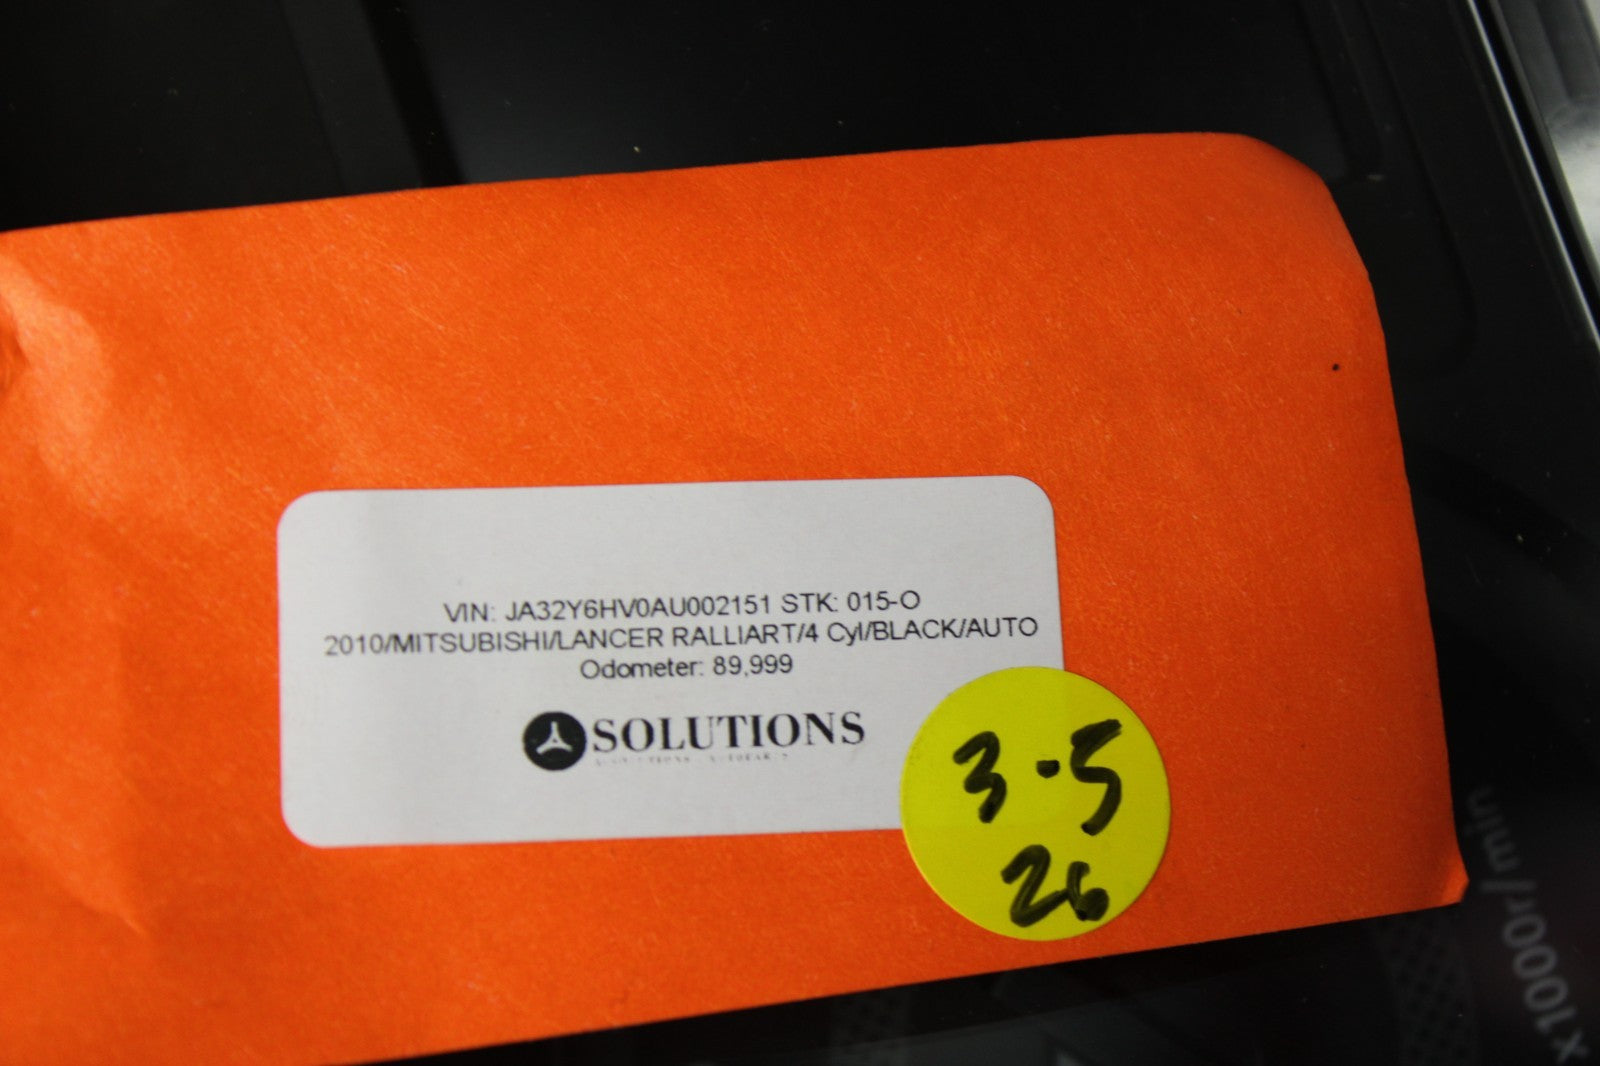 VIN: JA32Y6HV0AU002151 STK: 015-O
2010/MITSUBISHI/LANCER RALLIART/4 Cyl/BLACK/AUTO
Odometer: 89,999
SOLUTIONS
3.5
26
x1000r/min